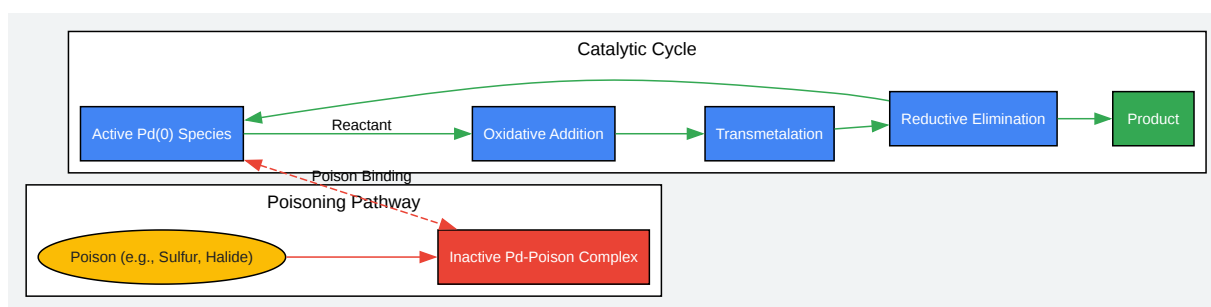 Catalytic Cycle
Active Pd(0) Species
Reactant
Oxidative Addition
Transmetalation
Reductive Elimination
Product
Poison Binding
Poisoning Pathway
Poison (e.g., Sulfur, Halide)
Inactive Pd-Poison Complex